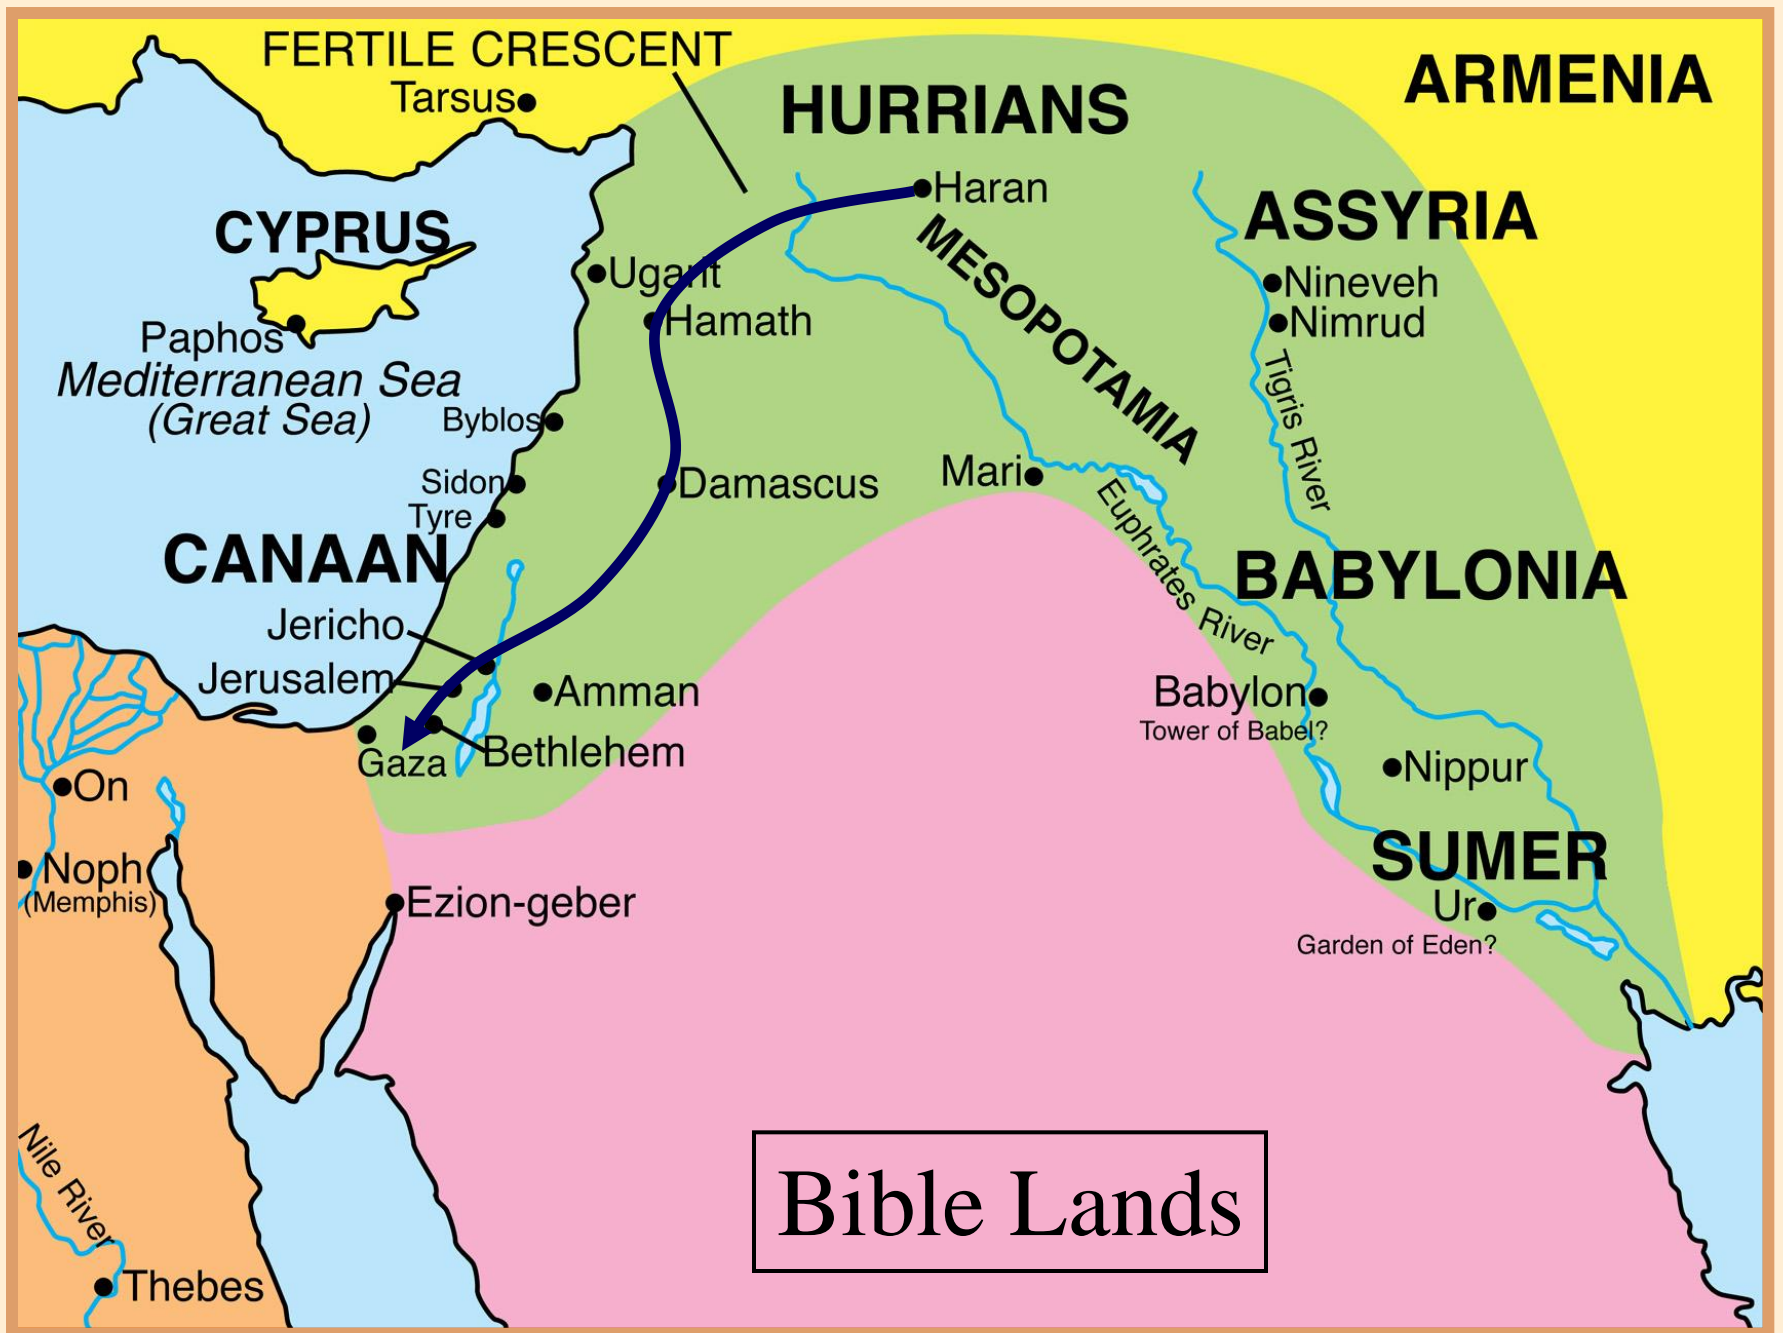 FERTILE CRESCENT
Tarsus
HURRIANS
ARMENIA
Haran
CYPRUS
ASSYRIA
MESOPOTAMIA
Ugarit
Nineveh
Hamath
Nimrud
Paphos
Mediterranean Sea
(Great Sea)
Tigris River
Byblos
Sidon
Damascus
Mari
Tyre
CANAAN
Euphrates River
BABYLONIA
Jericho
Jerusalem
Amman
Babylon
Tower of Babel?
Bethlehem
Gaza
Nippur
On
SUMER
Noph
(Memphis)
Ezion-geber
Ur
Garden of Eden?
Nile River
Bible Lands
Thebes